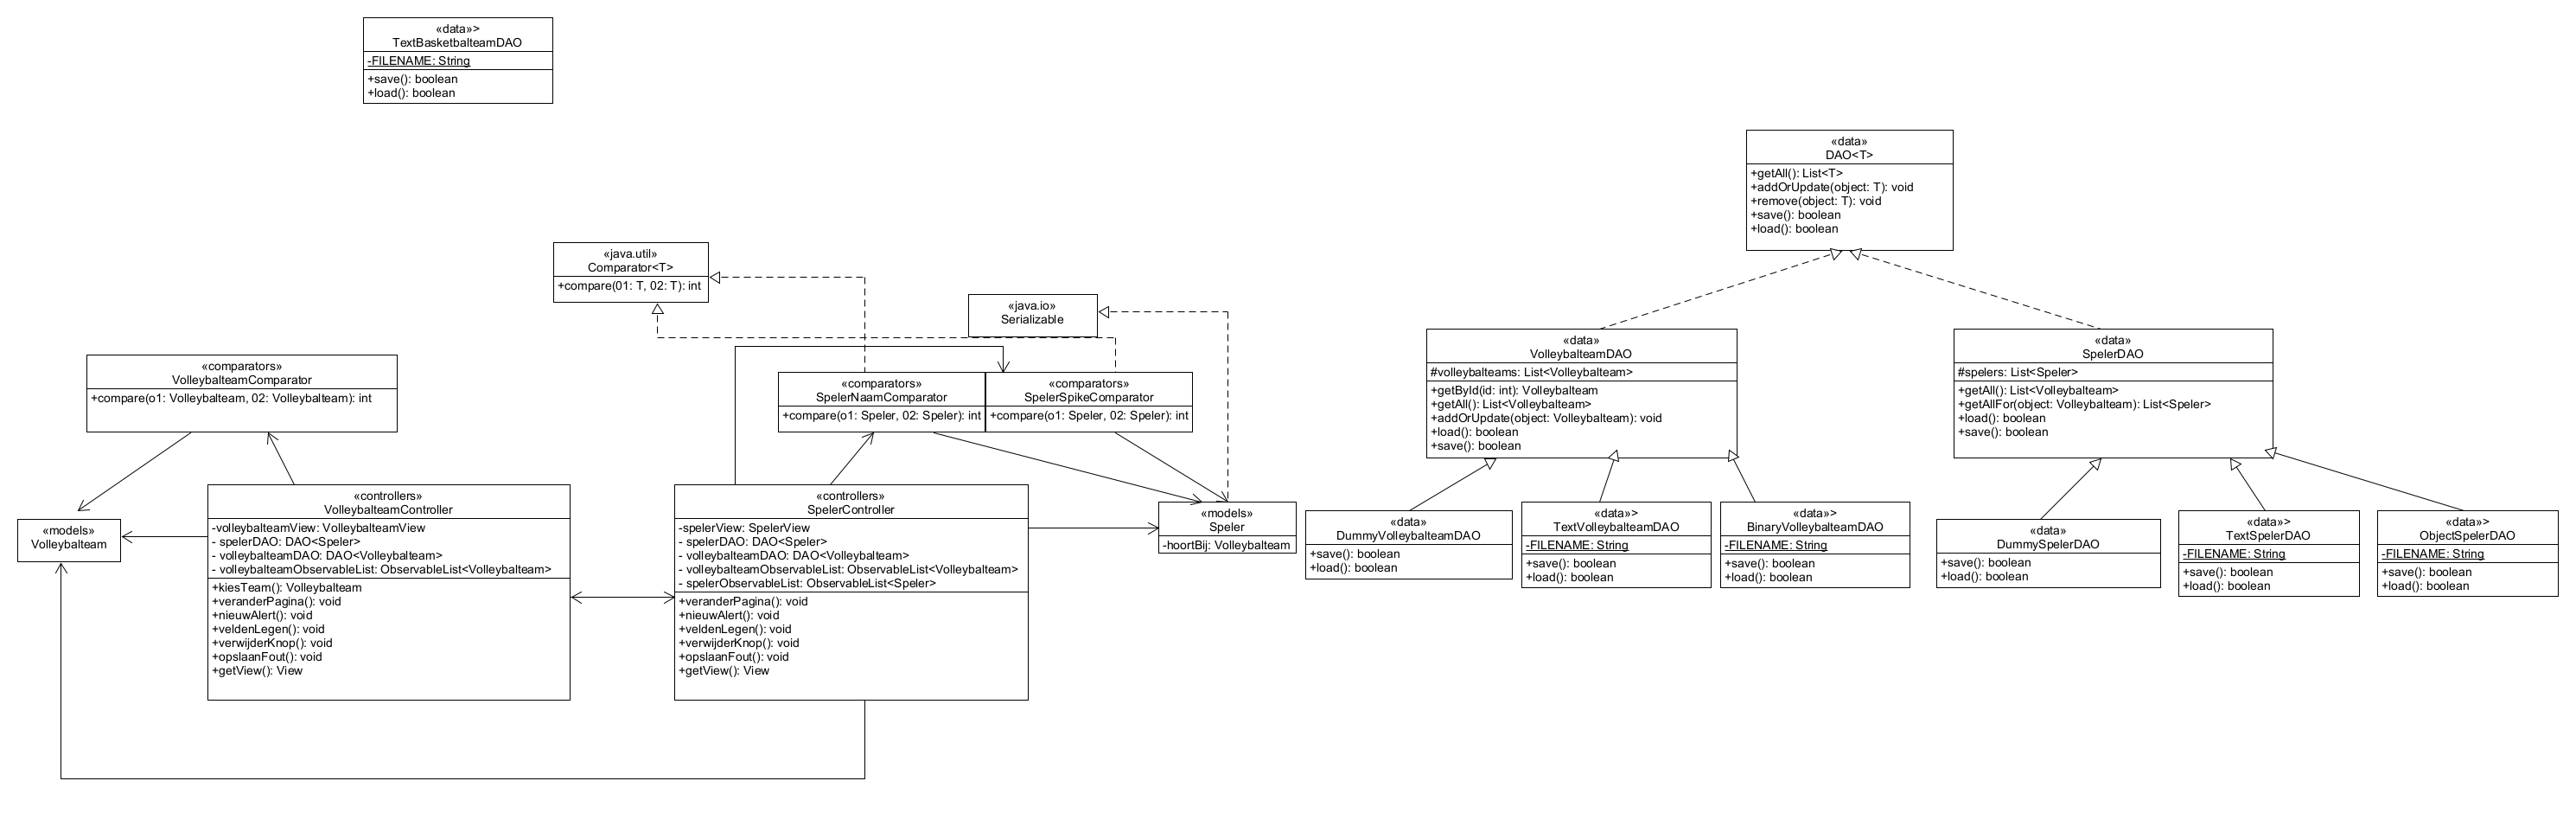 «data»>
TextBasketbalteamDAO
-FILENAME: String
+save(): boolean
+load(): boolean
«data»
DAO<T>
+getAll(): List<T>
+addOrUpdate(object: T): void
+remove(object: T): void
+save(): boolean
+load(): boolean
«java.util»
Comparator<T>
+compare(01: T, 02: T): int
«java.io»
Serializable
«comparators»
VolleybalteamComparator
+compare(o1: Volleybalteam, 02: Volleybalteam): int
«comparators»
SpelerNaamComparator
+compare(o1: Speler, 02: Speler): int
«comparators»
SpelerSpikeComparator
+compare(o1: Speler, 02: Speler): int
«data»
VolleybalteamDAO
#volleybalteams: List<Volleybalteam>
+getById(id: int): Volleybalteam
+getAll(): List<Volleybalteam>
+addOrUpdate(object: Volleybalteam): void
+load(): boolean
+save(): boolean
«data»
SpelerDAO
#spelers: List<Speler>
+getAll(): List<Volleybalteam>
+getAllFor(object: Volleybalteam): List<Speler>
+load(): boolean
+save(): boolean
«models»
Volleybalteam
«controllers»
VolleybalteamController
-volleybalteamView: VolleybalteamView
- spelerDAO: DAO<Speler>
- volleybalteamDAO: DAO<Volleybalteam>
- volleybalteamObservableList: ObservableList<Volleybalteam>
+kiesTeam(): Volleybalteam
+veranderPagina(): void
+nieuwAlert(): void
+veldenLegen(): void
+verwijderKnop(): void
+opslaanFout(): void
+getView(): View
«controllers»
SpelerController
-spelerView: SpelerView
- spelerDAO: DAO<Speler>
- volleybalteamDAO: DAO<Volleybalteam>
- volleybalteamObservableList: ObservableList<Volleybalteam>
- spelerObservableList: ObservableList<Speler>
+veranderPagina(): void
+nieuwAlert(): void
+veldenLegen(): void
+verwijderKnop(): void
+opslaanFout(): void
+getView(): View
«models»
Speler
-hoortBij: Volleybalteam
«data»
DummyVolleybalteamDAO
+save(): boolean
+load(): boolean
«data»>
TextVolleybalteamDAO
-FILENAME: String
+save(): boolean
+load(): boolean
«data»>
BinaryVolleybalteamDAO
-FILENAME: String
+save(): boolean
+load(): boolean
«data»
DummySpelerDAO
+save(): boolean
+load(): boolean
«data»>
TextSpelerDAO
-FILENAME: String
+save(): boolean
+load(): boolean
«data»>
ObjectSpelerDAO
-FILENAME: String
+save(): boolean
+load(): boolean